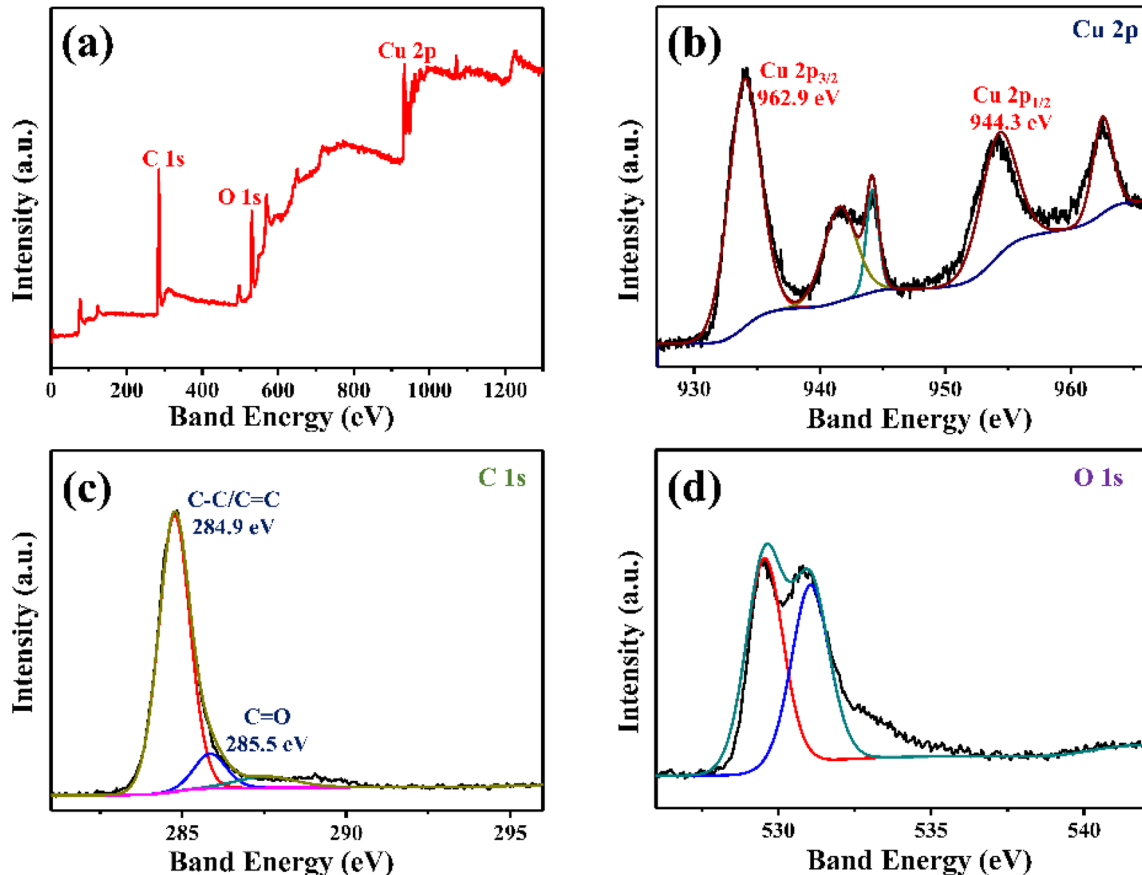 (a)
Cu 2p
C 1s
O 1s
Intensity (a.u.)
0 200 400 600 800 1000 1200
Band Energy (eV)
(b)
Cu 2p
Cu 2p3/2
962.9 eV
Cu 2p1/2
944.3 eV
Intensity (a.u.)
930 940 950 960
Band Energy (eV)
(c)
C 1s
C-C/C=C
284.9 eV
C=O
285.5 eV
Intensity (a.u.)
285 290 295
Band Energy (eV)
(d)
O 1s
Intensity (a.u.)
530 535 540
Band Energy (eV)